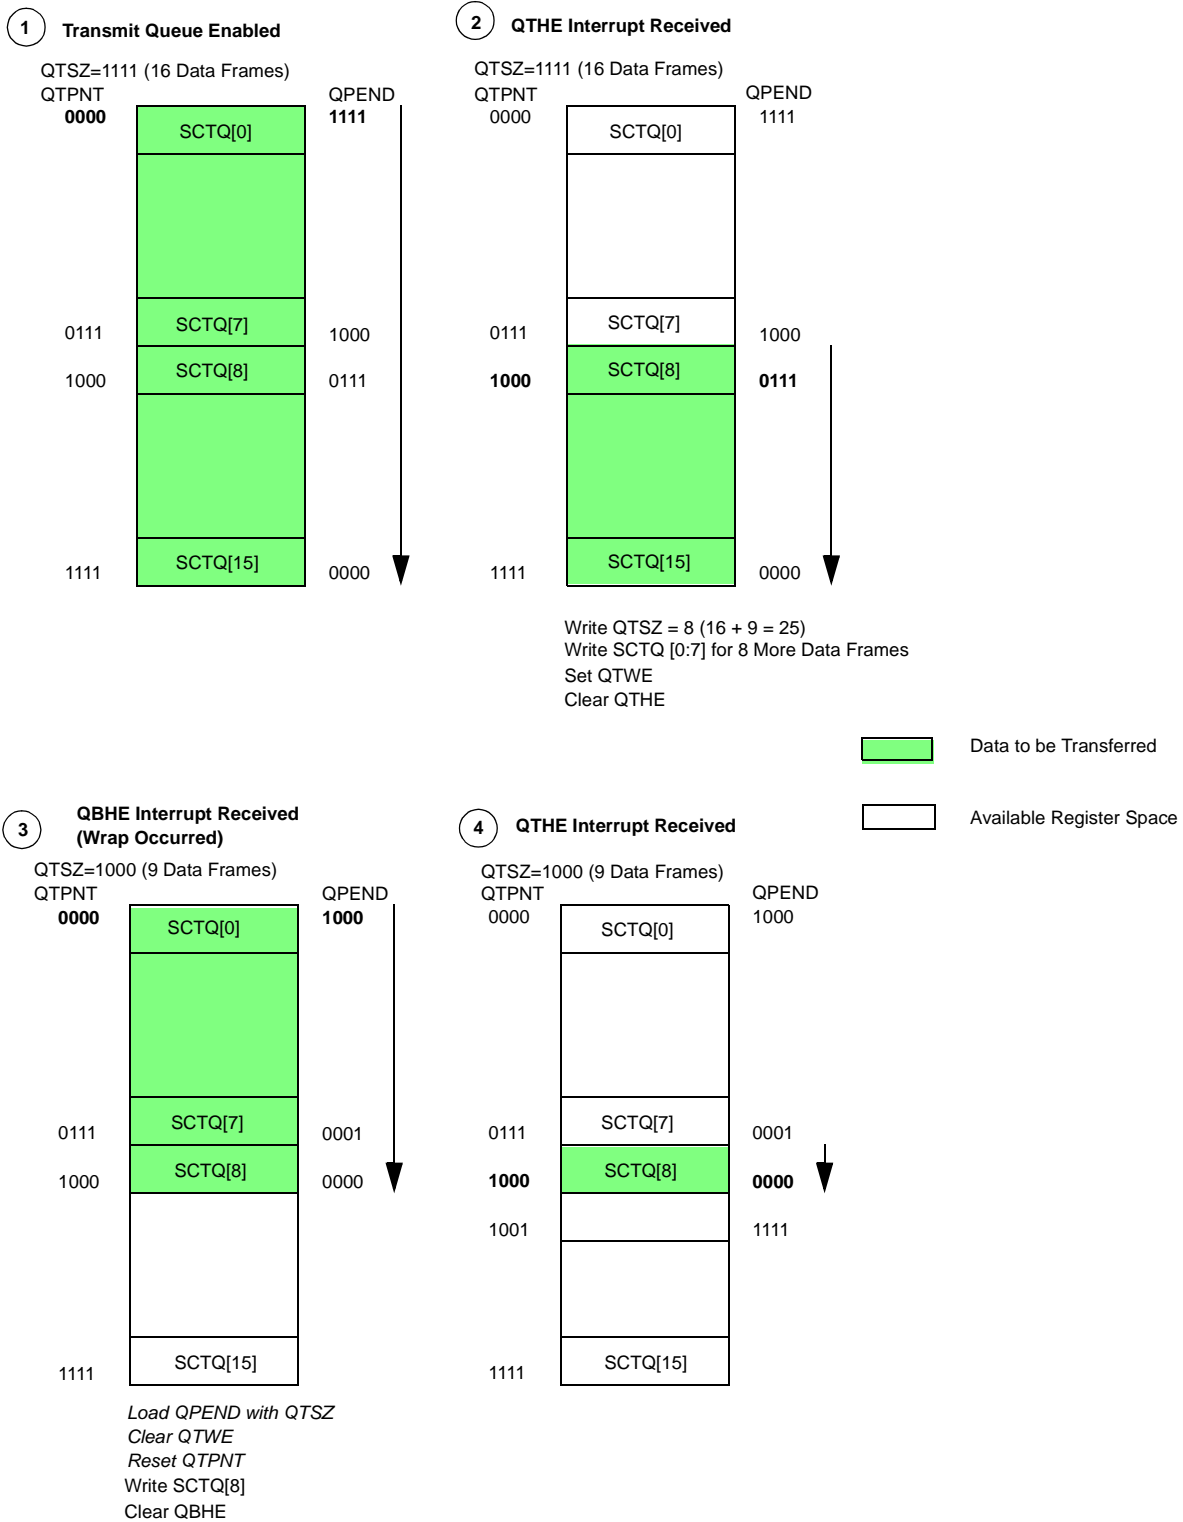 1 Transmit Queue Enabled
QTSZ=1111 (16 Data Frames)
QTPNT QPEND
0000 SCTQ[0] 1111
0111 SCTQ[7] 1000
1000 SCTQ[8] 0111
1111 SCTQ[15] 0000
2 QTHE Interrupt Received
QTSZ=1111 (16 Data Frames)
QTPNT QPEND
0000 SCTQ[0] 1111
0111 SCTQ[7] 1000
1000 SCTQ[8] 0111
1111 SCTQ[15] 0000
Write QTSZ = 8 (16 + 9 = 25)
Write SCTQ [0:7] for 8 More Data Frames
Set QTWE
Clear QTHE
Data to be Transferred
Available Register Space
3 QBHE Interrupt Received
(Wrap Occurred)
QTSZ=1000 (9 Data Frames)
QTPNT QPEND
0000 SCTQ[0] 1000
0111 SCTQ[7] 0001
1000 SCTQ[8] 0000
1111 SCTQ[15]
Load QPEND with QTSZ
Clear QTWE
Reset QTPNT
Write SCTQ[8]
Clear QBHE
4 QTHE Interrupt Received
QTSZ=1000 (9 Data Frames)
QTPNT QPEND
0000 SCTQ[0] 1000
0111 SCTQ[7] 0001
1000 SCTQ[8] 0000
1001 1111
1111 SCTQ[15]